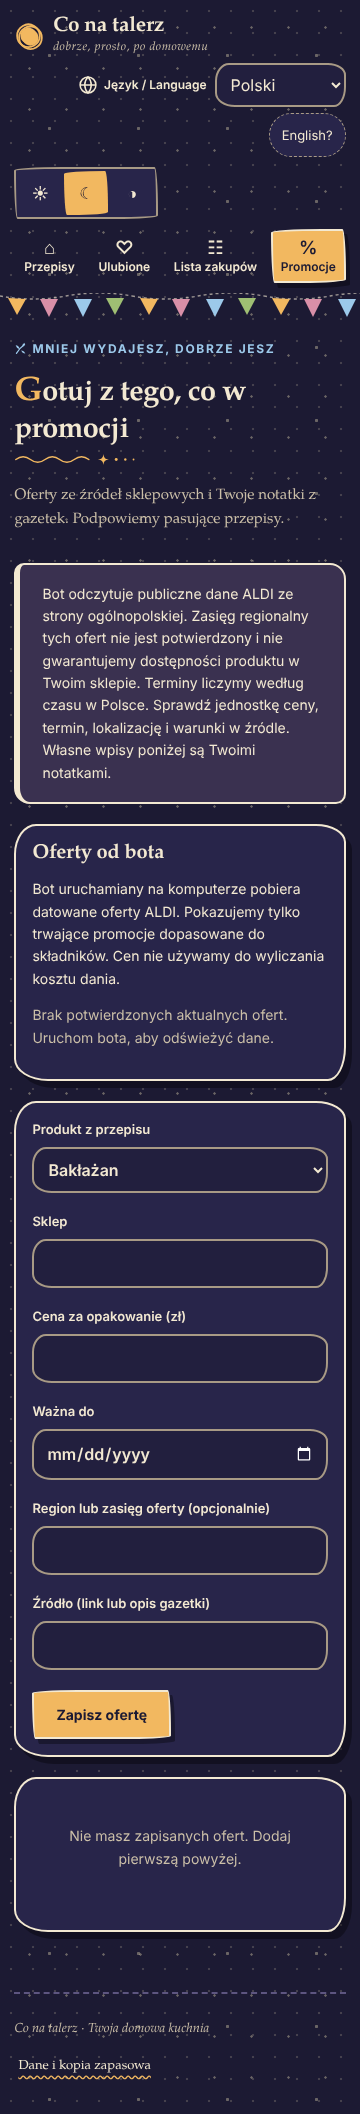 Co na talerz
dobrze, prosto, po domowemu
Język / Language
Polski
English?
Przepisy
Ulubione
Lista zakupów
%
Promocje
MNIEJ WYDAJESZ, DOBRZE JESZ
Gotuj z tego, co w
promocji
Oferty ze źródeł sklepowych i Twoje notatki z
gazetek. Podpowiemy pasujące przepisy.
Bot odczytuje publiczne dane ALDI ze
strony ogólnopolskiej. Zasięg regionalny
tych ofert nie jest potwierdzony i nie
gwarantujemy dostępności produktu w
Twoim sklepie. Terminy liczymy według
czasu w Polsce. Sprawdź jednostkę ceny,
termin, lokalizację i warunki w źródle.
Własne wpisy poniżej są Twoimi
notatkami.
Oferty od bota
Bot uruchamiany na komputerze pobiera
datowane oferty ALDI. Pokazujemy tylko
trwające promocje dopasowane do
składników. Cen nie używamy do wyliczania
kosztu dania.
Brak potwierdzonych aktualnych ofert.
Uruchom bota, aby odświeżyć dane.
Produkt z przepisu
Bakłażan
Sklep
Cena za opakowanie (zł)
Ważna do
mm/dd/yyyy
Region lub zasięg oferty (opcjonalnie)
Źródło (link lub opis gazetki)
Zapisz ofertę
Nie masz zapisanych ofert. Dodaj
pierwszą powyżej.
Co na talerz · Twoja domowa kuchnia
Dane i kopia zapasowa